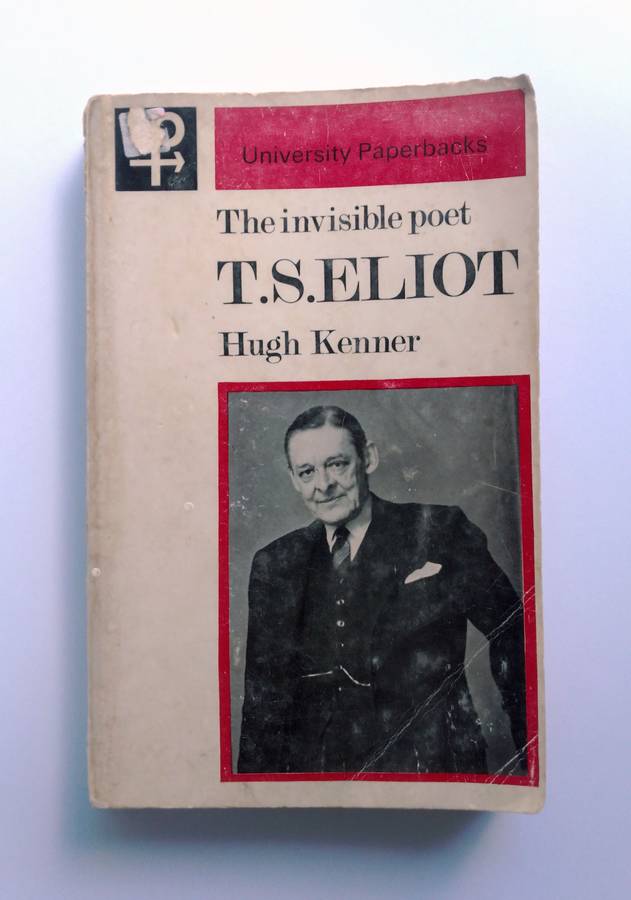 University Paperbacks
The invisible poet
T.S.ELIOT
Hugh Kenner